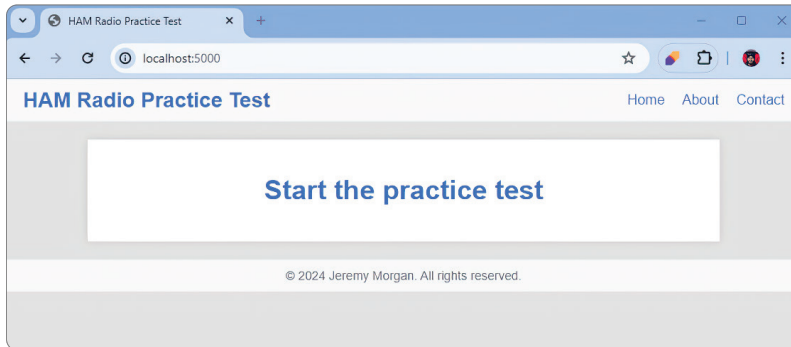 HAM Radio Practice Test
localhost:5000
HAM Radio Practice Test
Home About Contact
Start the practice test
© 2024 Jeremy Morgan. All rights reserved.